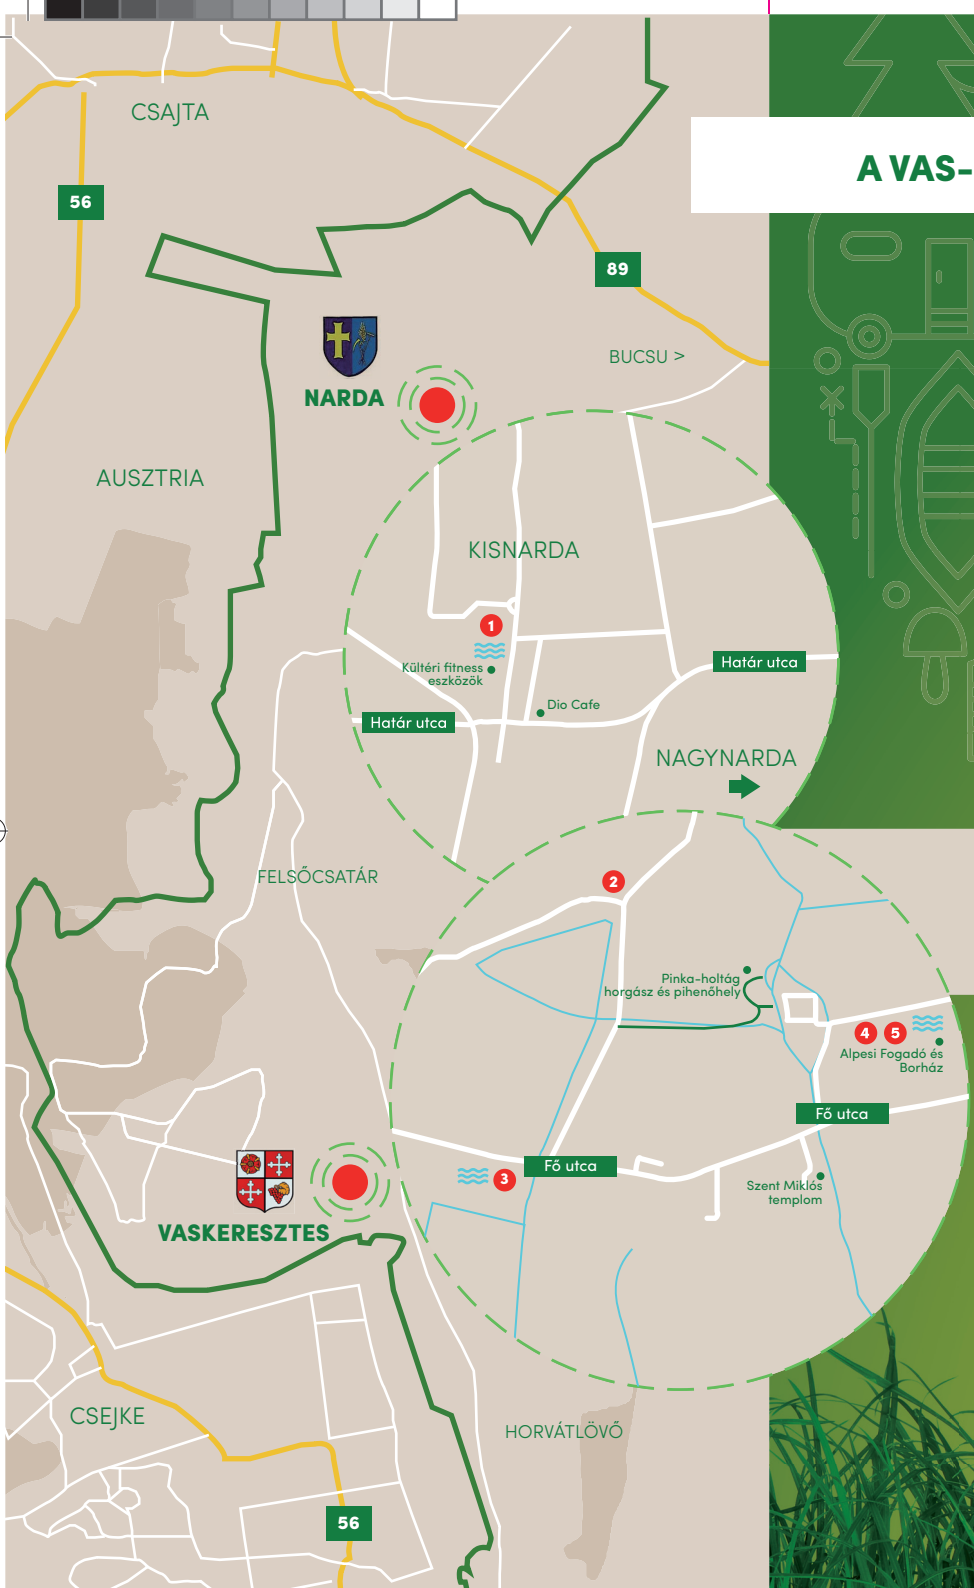 CSAJTA
A VAS-
56
89
BUCSU >
NARDA
AUSZTRIA
KISNARDA
1
Kültéri fitness
eszközök
Határ utca
Dio Cafe
Határ utca
NAGYNARDA
FELSŐCSATÁR
2
Pinka-holtág
horgász és pihenőhely
4 5
Alpesi Fogadó és
Borház
Fő utca
Fő utca
3
Szent Miklós
templom
VASKERESZTES
CSEJKE
HORVÁTLÖVŐ
56